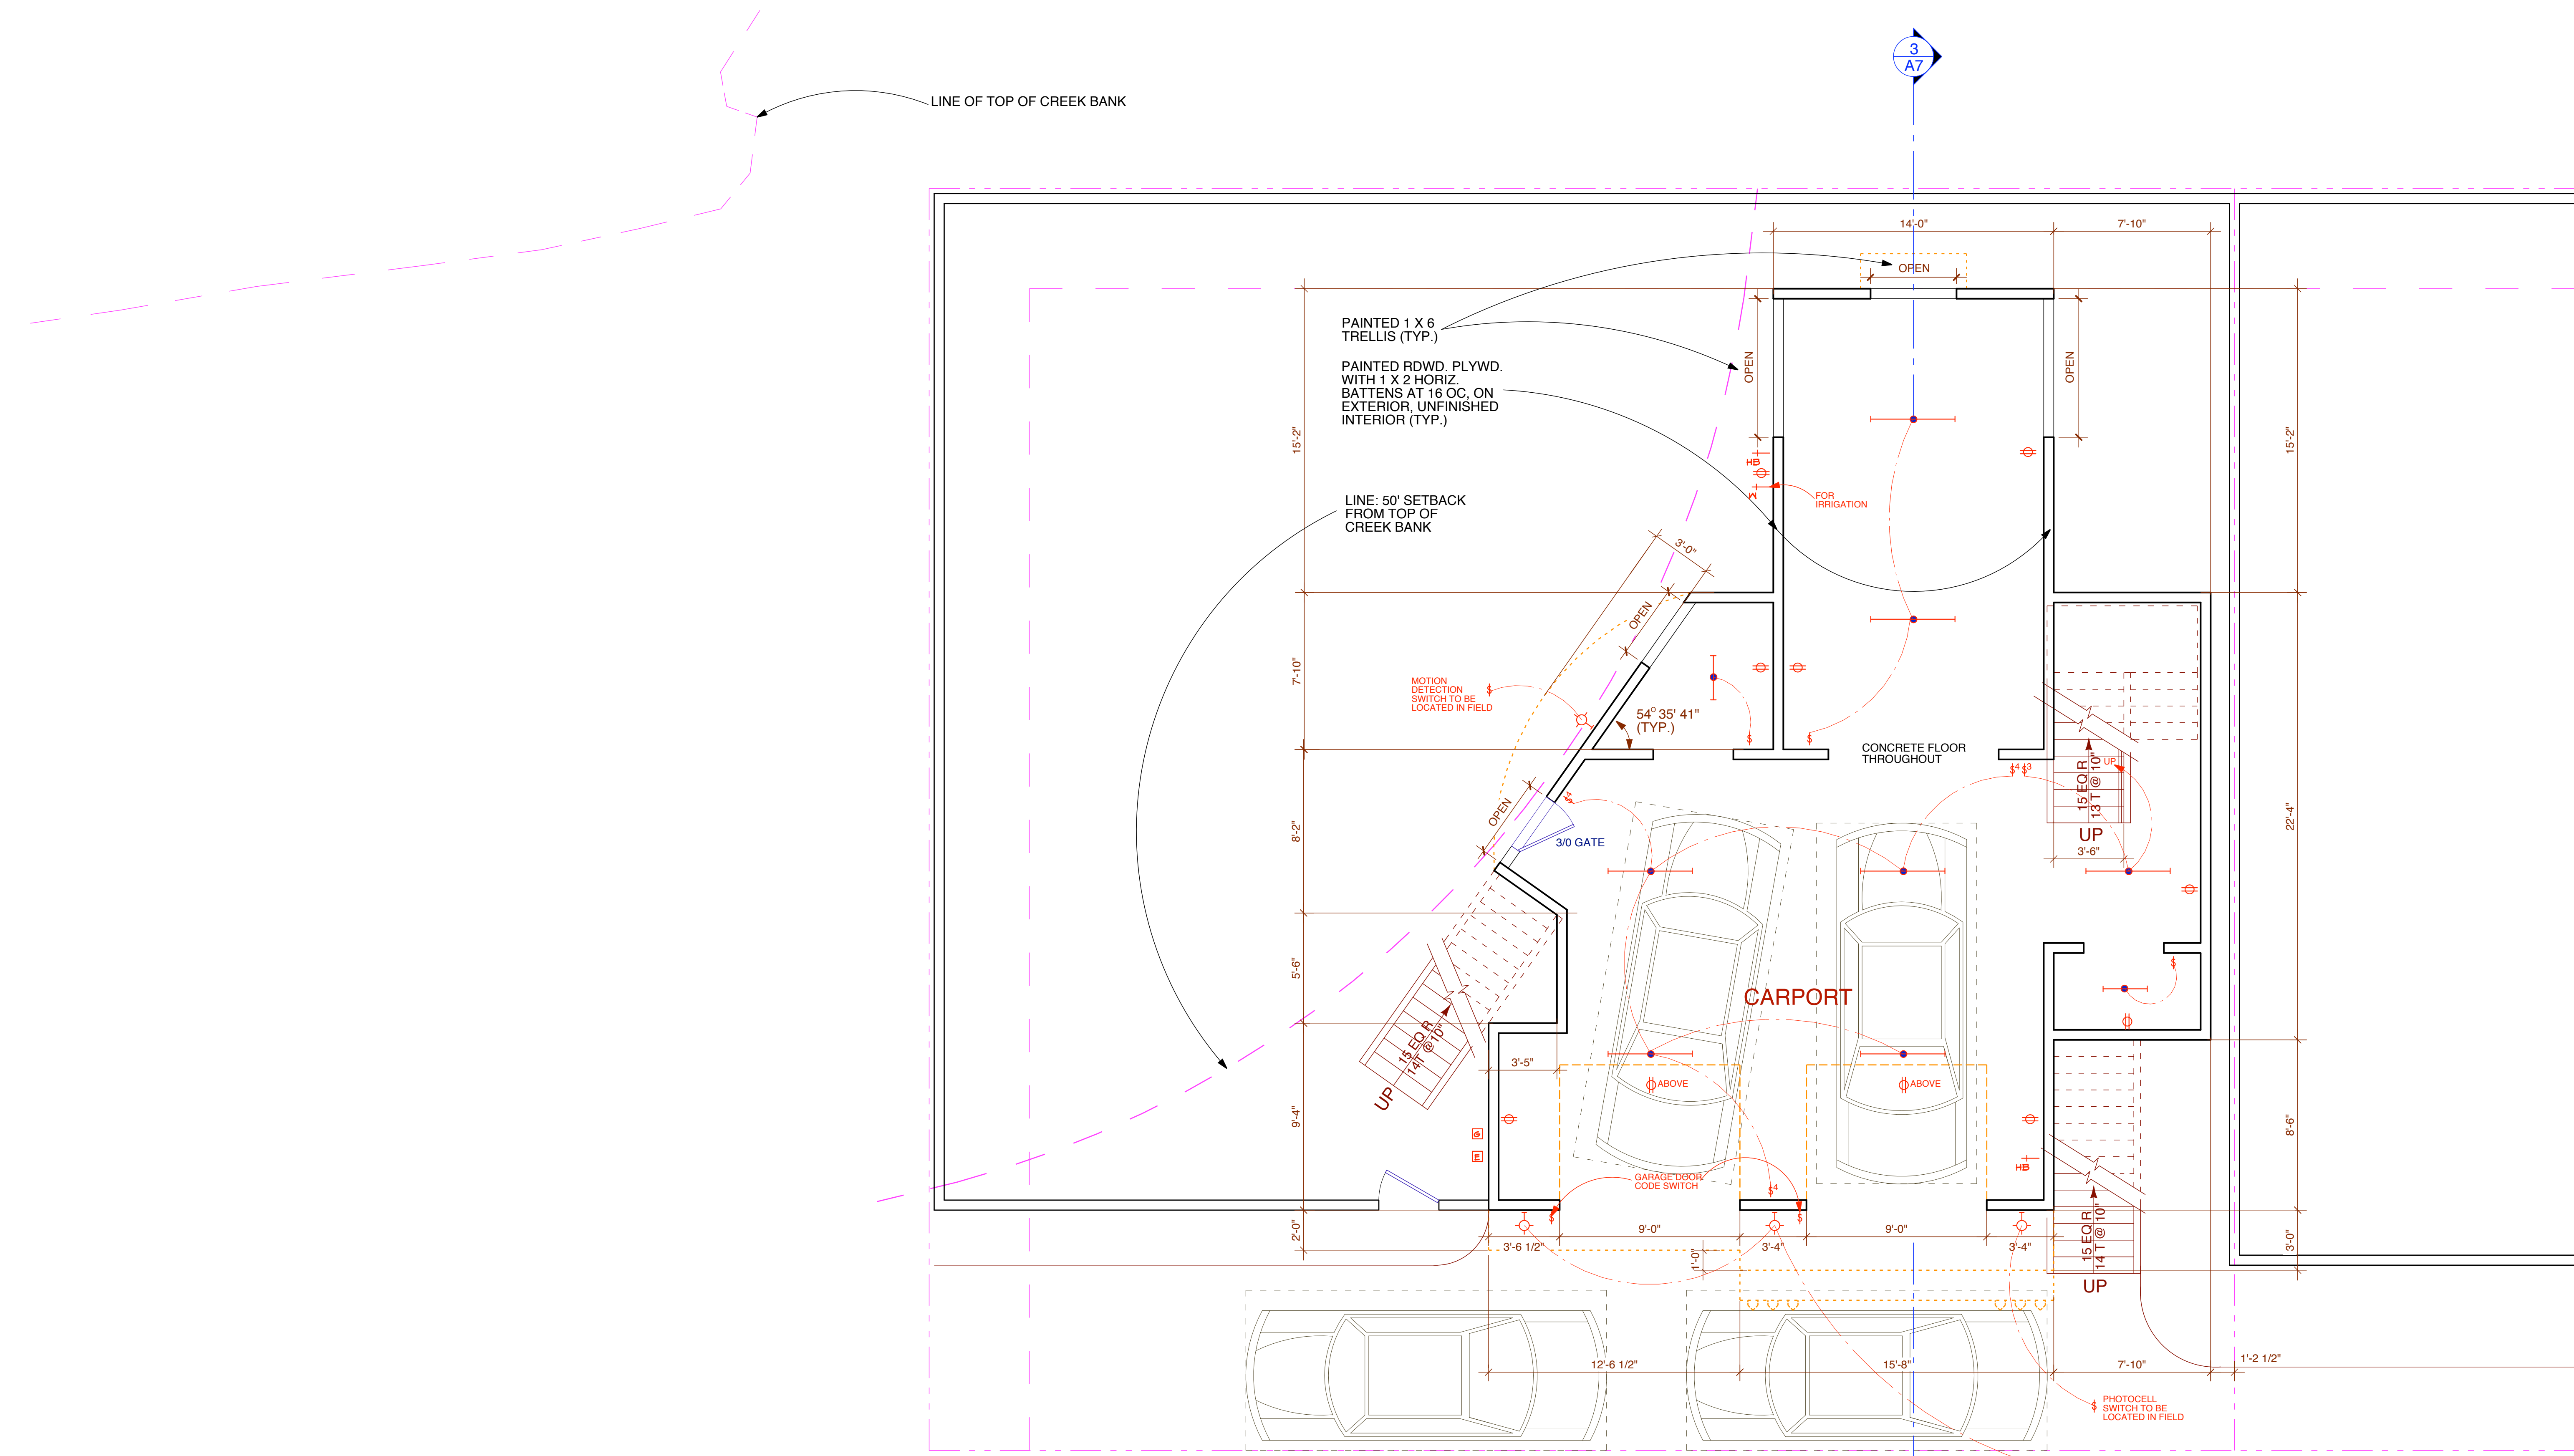 3
A7
LINE OF TOP OF CREEK BANK
14'-0"
7'-10"
OPEN
PAINTED 1 X 6
TRELLIS (TYP.)
OPEN
OPEN
PAINTED RDWD. PLYWD.
WITH 1 X 2 HORIZ.
BATTENS AT 16 OC, ON
EXTERIOR, UNFINISHED
INTERIOR (TYP.)
15'-2"
15'-2"
HB
W
FOR
IRRIGATION
LINE: 50' SETBACK
FROM TOP OF
CREEK BANK
3'-0"
OPEN
7'-10"
MOTION
DETECTION
SWITCH TO BE
LOCATED IN FIELD
$
54° 35' 41"
(TYP.)
$
$
CONCRETE FLOOR
THROUGHOUT
$4 $3
UP
15 EQ R
13 T @ 10"
UP
3'-6"
22'-4"
OPEN
$4
8'-2"
3/0 GATE
5'-6"
$
CARPORT
15 EQ R
14T @10"
UP
3'-5"
ABOVE
ABOVE
9'-4"
8'-6"
G
E
HB
GARAGE DOOR
CODE SWITCH
$4
$
$
15 EQ R
14 T @ 10"
UP
2'-0"
9'-0"
9'-0"
3'-6 1/2"
3'-4"
3'-4"
1'-0"
3'-0"
12'-6 1/2"
15'-8"
7'-10"
1'-2 1/2"
$
PHOTOCELL
SWITCH TO BE
LOCATED IN FIELD